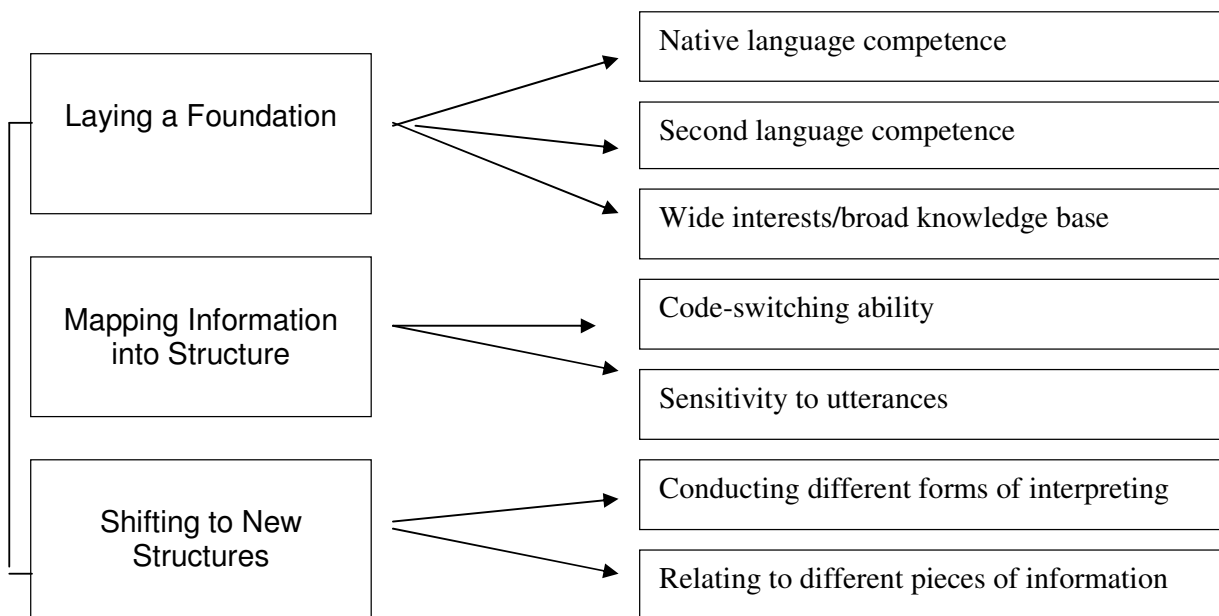 Laying a Foundation
Native language competence
Second language competence
Wide interests/broad knowledge base
Mapping Information
into Structure
Code-switching ability
Sensitivity to utterances
Shifting to New
Structures
Conducting different forms of interpreting
Relating to different pieces of information